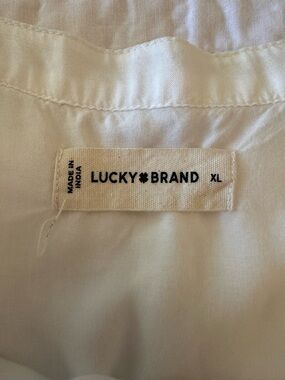 MADE IN
INDIA
LUCKY BRAND XL